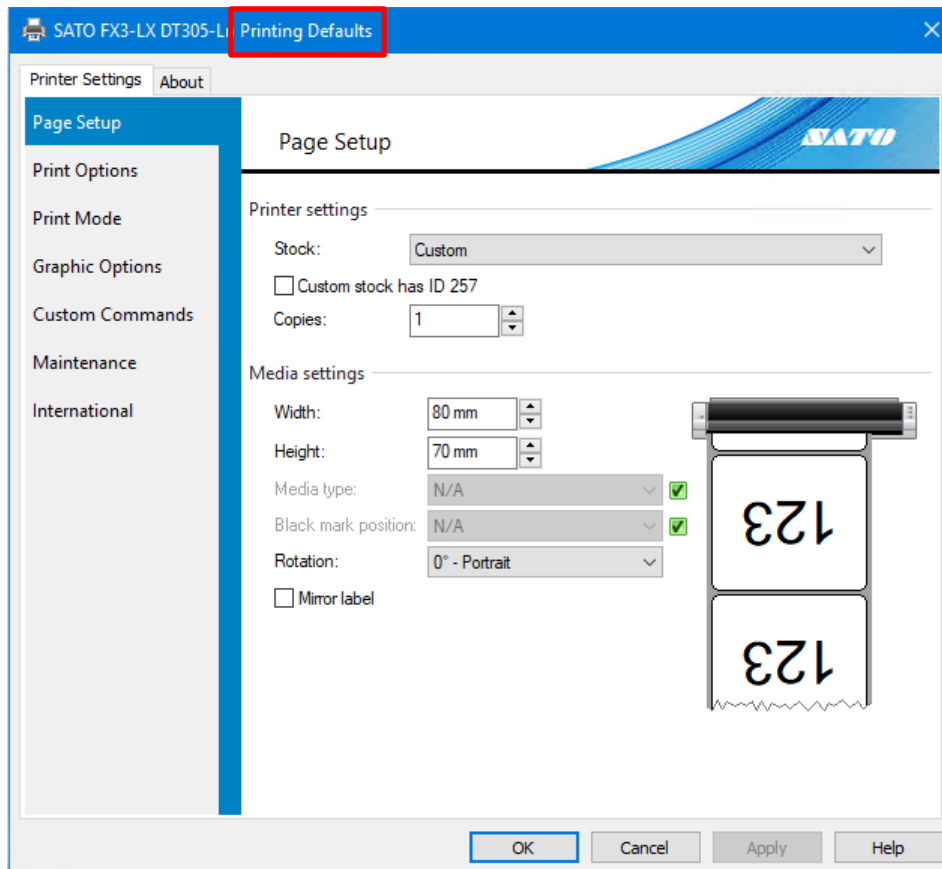 SATO FX3-LX DT305-Ln Printing Defaults
Printer Settings
About
Page Setup
Print Options
Print Mode
Graphic Options
Custom Commands
Maintenance
International
Page Setup
SATO
Printer settings
Stock: Custom
Custom stock has ID 257
Copies: 1
Media settings
Width: 80 mm
Height: 70 mm
Media type: N/A
Black mark position: N/A
Rotation: 0° - Portrait
Mirror label
123
123
OK Cancel Apply Help